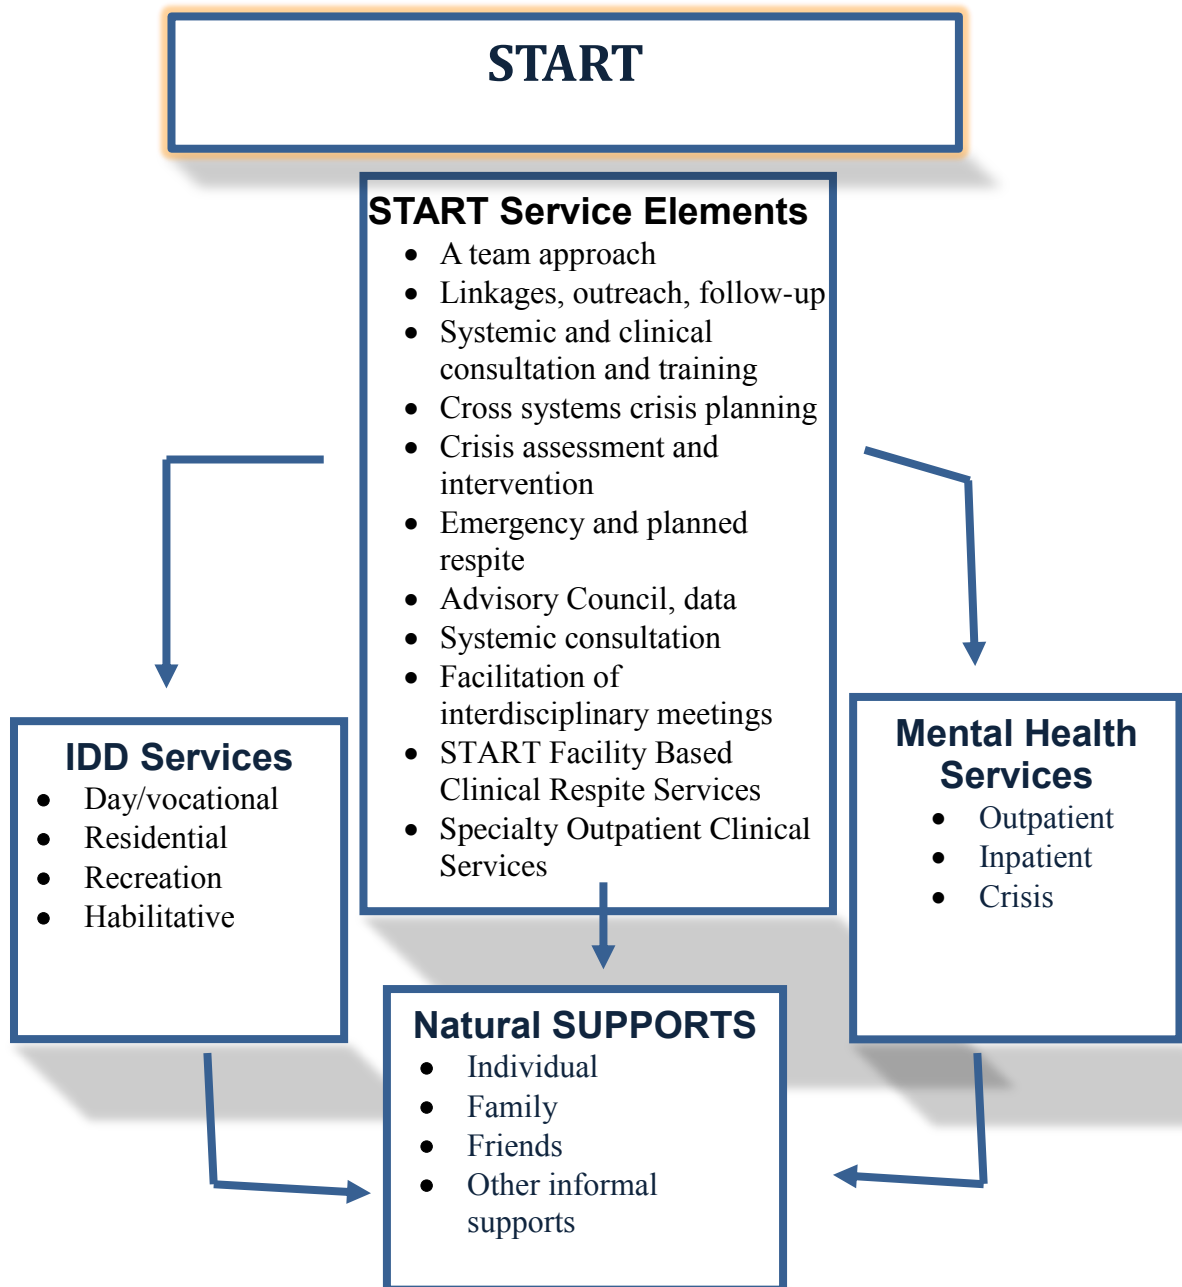 START
START Service Elements
• A team approach
• Linkages, outreach, follow-up
• Systemic and clinical
consultation and training
• Cross systems crisis planning
• Crisis assessment and
intervention
• Emergency and planned
respite
• Advisory Council, data
• Systemic consultation
• Facilitation of
interdisciplinary meetings
• START Facility Based
Clinical Respite Services
• Specialty Outpatient Clinical
Services
IDD Services
• Day/vocational
• Residential
• Recreation
• Habilitative
Mental Health
Services
• Outpatient
• Inpatient
• Crisis
Natural SUPPORTS
• Individual
• Family
• Friends
• Other informal
supports